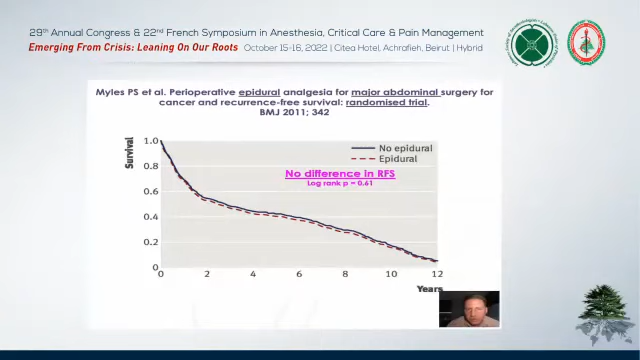 29th Annual Congress & 22nd French Symposium in Anesthesia, Critical Care & Pain Management
Emerging From Crisis: Leaning On Our Roots October 15-16, 2022 | Citea Hotel, Achrafieh, Beirut | Hybrid
Myles PS et al. Perioperative epidural analgesia for major abdominal surgery for
cancer and recurrence-free survival: randomised trial.
BMJ 2011; 342
Survival
1.0
0.8
0.6
0.4
0.2
0
No epidural
Epidural
No difference in RFS
Log rank p = 0.61
0 2 4 6 8 10 12
Years